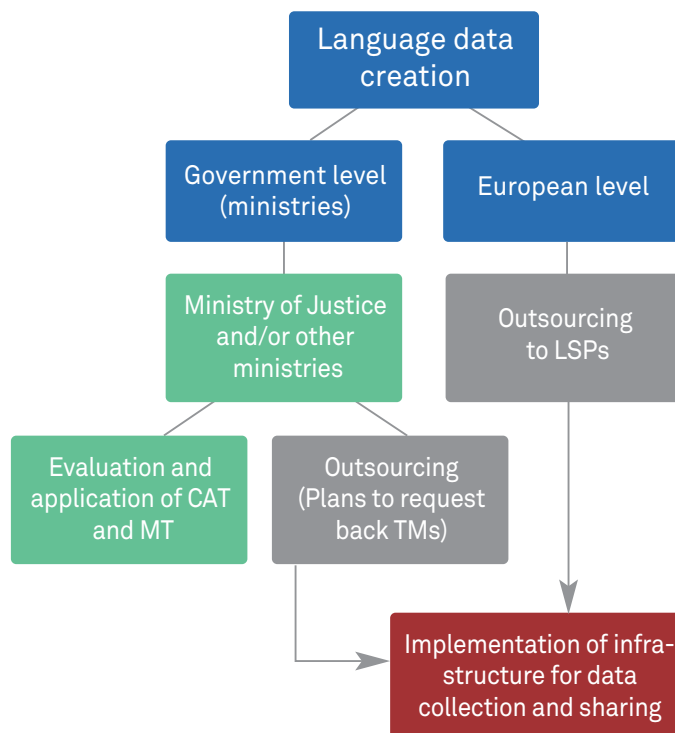 Language data
creation
Government level
(ministries)
European level
Ministry of Justice
and/or other
ministries
Outsourcing
to LSPs
Evaluation and
application of CAT
and MT
Outsourcing
(Plans to request
back TMs)
Implementation of infra-
structure for data
collection and sharing